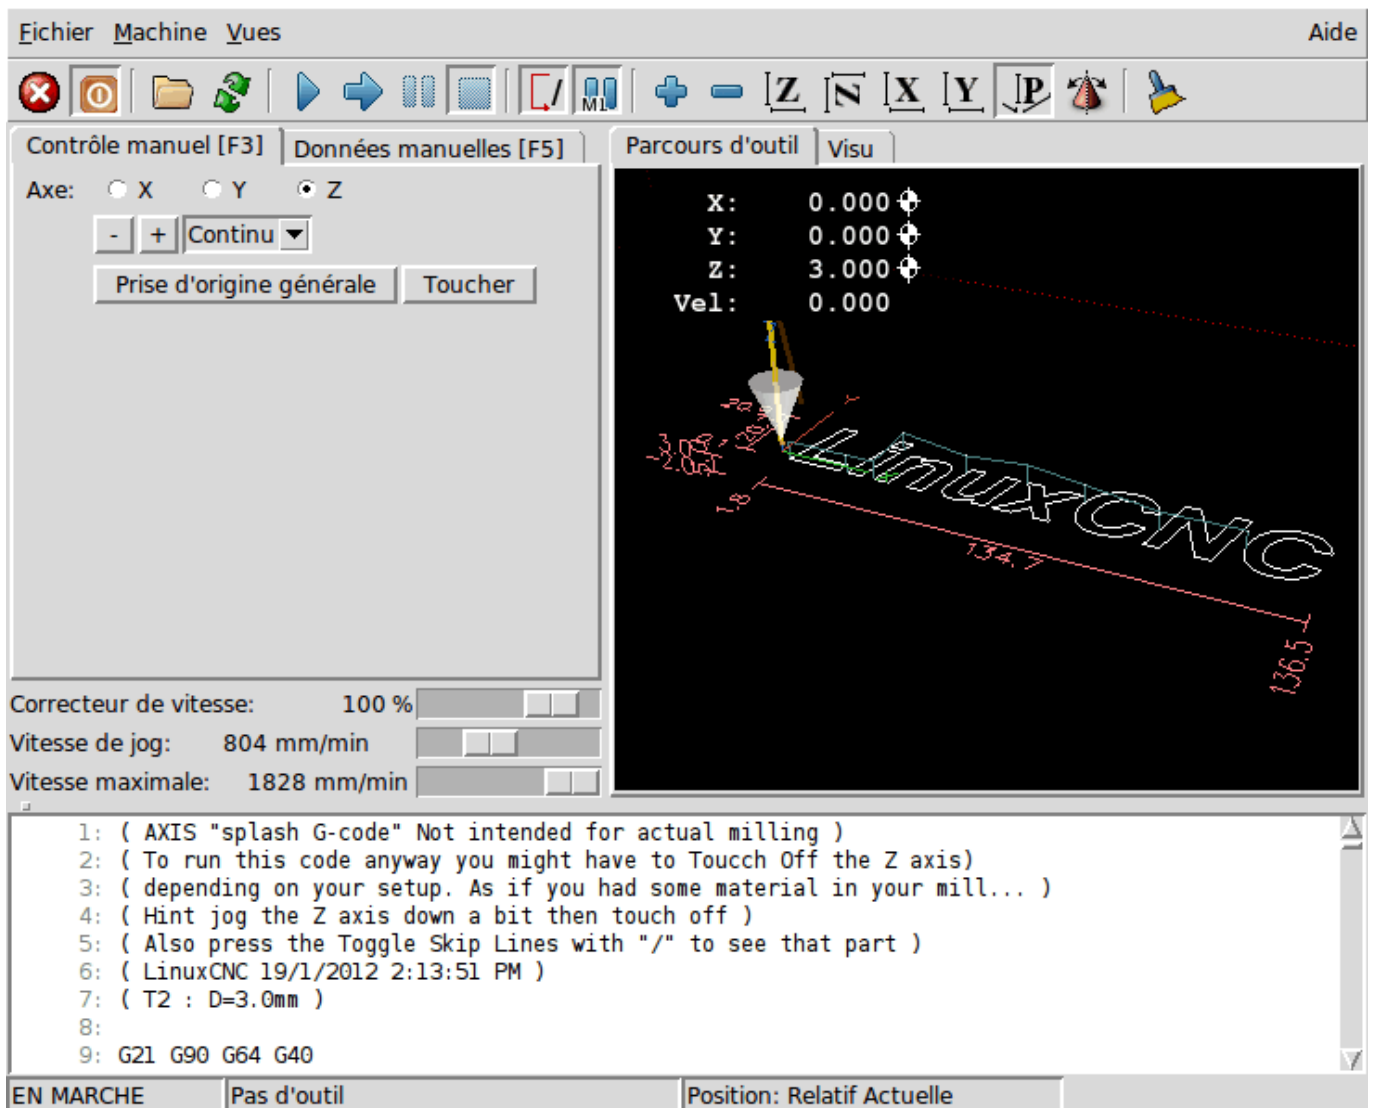 Fichier Machine Vues Aide
M1 Z N X Y P
Contrôle manuel [F3] Données manuelles [F5] Parcours d'outil Visu
Axe: X Y Z
- + Continu
Prise d'origine générale Toucher
X: 0.000
Y: 0.000
Z: 3.000
Vel: 0.000
Y
LinuxCNC
1.8
134.7
136.5
Correcteur de vitesse: 100 %
Vitesse de jog: 804 mm/min
Vitesse maximale: 1828 mm/min
1: ( AXIS "splash G-code" Not intended for actual milling )
2: ( To run this code anyway you might have to Toucch Off the Z axis)
3: ( depending on your setup. As if you had some material in your mill... )
4: ( Hint jog the Z axis down a bit then touch off )
5: ( Also press the Toggle Skip Lines with "/" to see that part )
6: ( LinuxCNC 19/1/2012 2:13:51 PM )
7: ( T2 : D=3.0mm )
8:
9: G21 G90 G64 G40
EN MARCHE Pas d'outil Position: Relatif Actuelle